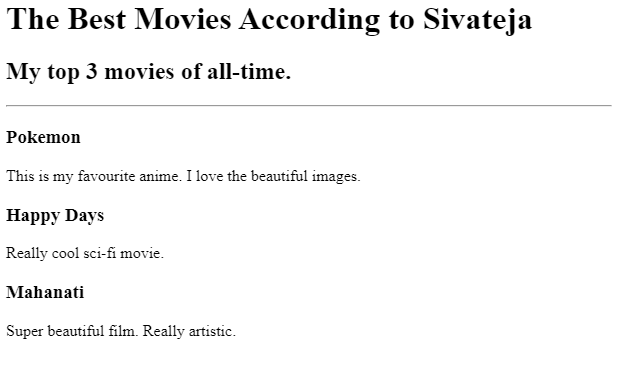 The Best Movies According to Sivateja
My top 3 movies of all-time.
Pokemon
This is my favourite anime. I love the beautiful images.
Happy Days
Really cool sci-fi movie.
Mahanati
Super beautiful film. Really artistic.